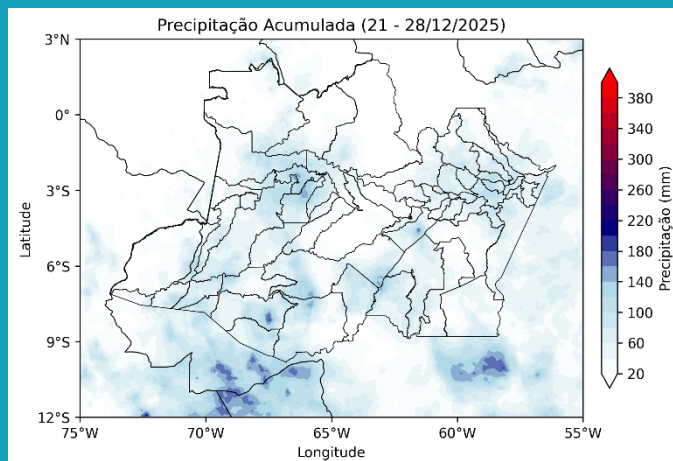 Precipitação Acumulada (21 - 28/12/2025)
3°N
0°
3°S
6°S
9°S
12°S
Latitude
75°W
70°W
65°W
60°W
55°W
Longitude
380
340
300
260
220
180
140
100
60
20
Precipitação (mm)